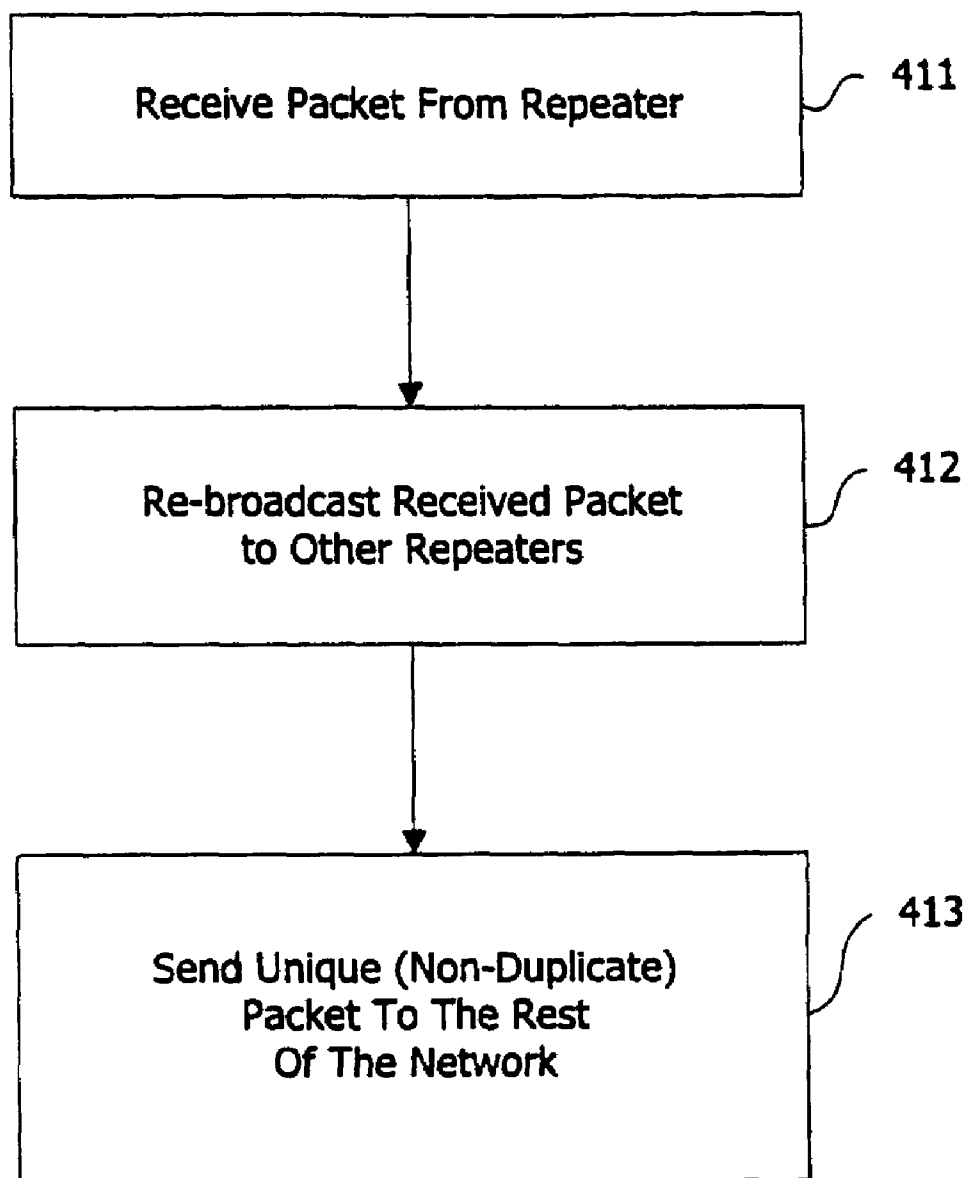 Receive Packet From Repeater
411
Re-broadcast Received Packet
to Other Repeaters
412
Send Unique (Non-Duplicate)
Packet To The Rest
Of The Network
413